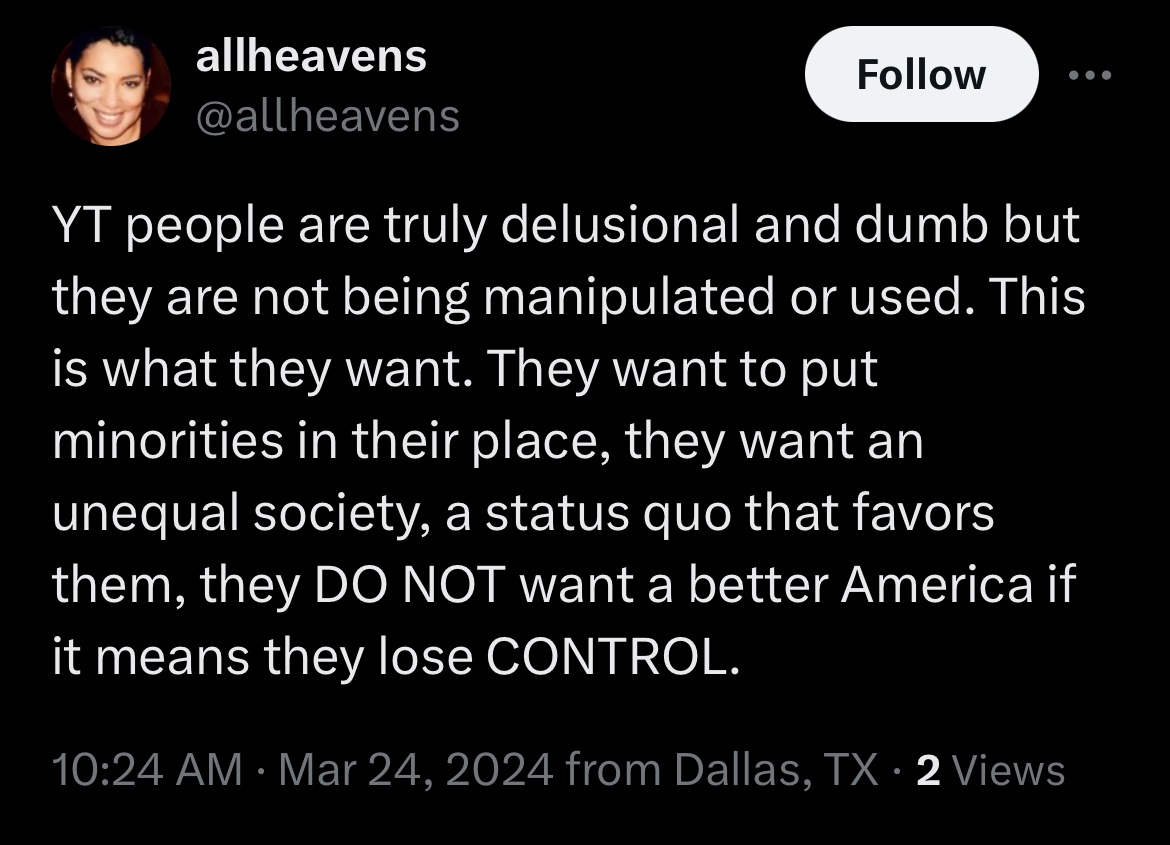 allheavens
@allheavens
Follow
YT people are truly delusional and dumb but
they are not being manipulated or used. This
is what they want. They want to put
minorities in their place, they want an
unequal society, a status quo that favors
them, they DO NOT want a better America if
it means they lose CONTROL.
10:24 AM · Mar 24, 2024 from Dallas, TX · 2 Views